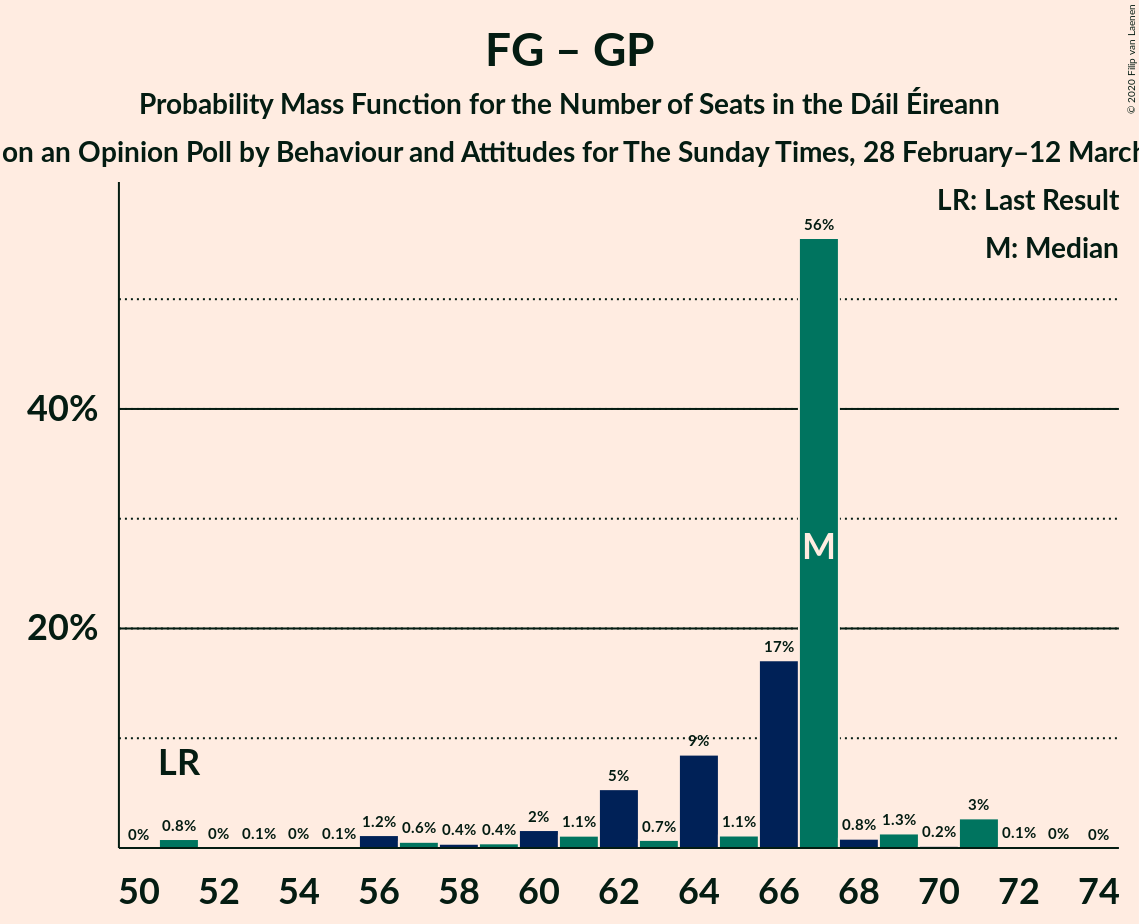 FG – GP
Probability Mass Function for the Number of Seats in the Dáil Éireann
on an Opinion Poll by Behaviour and Attitudes for The Sunday Times, 28 February–12 March
© 2020 Filip van Laenen
LR: Last Result
M: Median
56%
40%
M
20%
17%
9%
LR
5%
3%
0% 0.8% 0% 0.1% 0% 0.1% 1.2% 0.6% 0.4% 0.4% 2% 1.1% 0.7% 1.1% 0.8% 1.3% 0.2% 0.1% 0% 0%
50 52 54 56 58 60 62 64 66 68 70 72 74